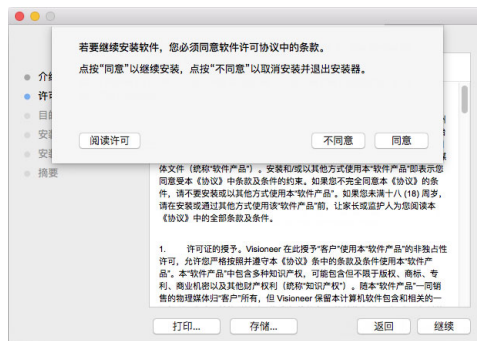 若要继续安装软件，您必须同意软件许可协议中的条款。
点按“同意”以继续安装，点按“不同意”以取消安装并退出安装器。
阅读许可
不同意
同意
介
许
目
安
安
摘要
体文件（统称“软件产品”）。安装和/或以其他方式使用本“软件产品”即表示您
同意受本《协议》中条款及条件的约束。如果您不完全同意本《协议》的条
件，请不要安装或以其他方式使用本“软件产品”。如果您未满十八 (18) 周岁，
请在安装或通过其他方式使用该“软件产品”前，让家长或监护人为您阅读本
《协议》中的全部条款及条件。
1. 许可证的授予。Visioneer 在此授予“客户”使用本“软件产品”的非独占性
许可，允许您严格按照并遵守本《协议》条中的条款及条件使用本“软件产
品”。本“软件产品”中包含多种知识产权，可能包含但不限于版权、商标、专
利、商业机密以及其他财产权利（统称“知识产权”）。随本“软件产品”一同销
售的物理媒体归“客户”所有，但 Visioneer 保留本计算机软件包含和相关的一
打印...
存储...
返回
继续